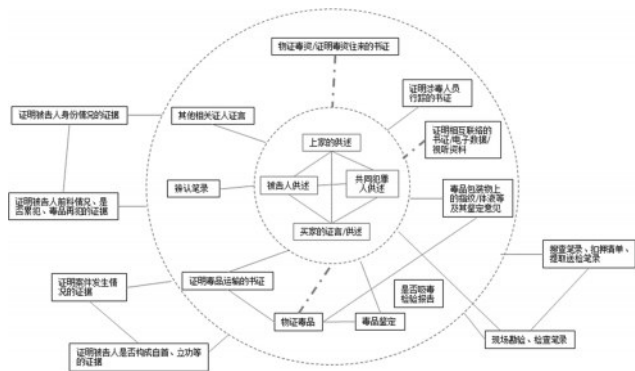 物证毒资/证明毒资往来的书证
证明涉毒人员
行踪的书证
证明被告人身份情况的证据
其他相关证人证言
证明相互联络的
书证/电子数据/
视听资料
上家的供述
被告人供述
共同犯罪
人供述
辨认笔录
毒品包装物上
的指纹/体液等
及其鉴定意见
证明被告人前科情况、是
否累犯、毒品再犯的证据
买家的证言/供述
搜查笔录、扣押清单、
提取送检笔录
证明案件发生情
况的证据
证明毒品运输的书证
是否吸毒
检验报告
物证毒品
毒品鉴定
现场勘验、检查笔录
证明被告人是否构成自首、立功等
的证据